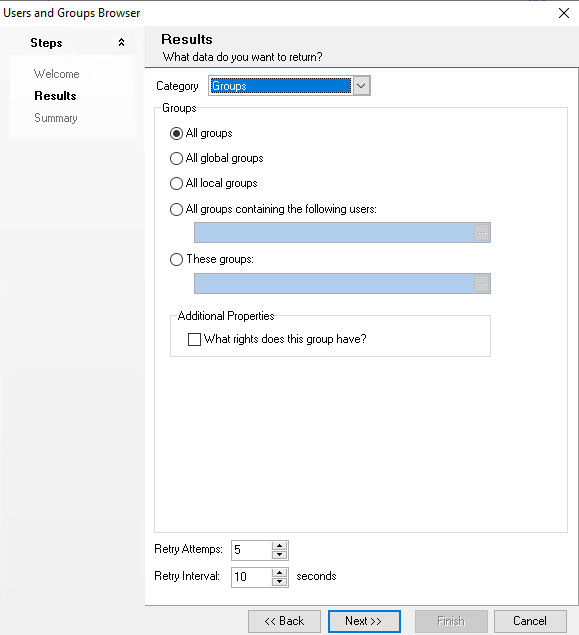 Users and Groups Browser
Steps
Welcome
Results
Summary
Results
What data do you want to return?
Category Groups
Groups
All groups
All global groups
All local groups
All groups containing the following users:
...
These groups:
...
Additional Properties
What rights does this group have?
Retry Attemps: 5
Retry Interval: 10 seconds
<< Back Next >> Finish Cancel